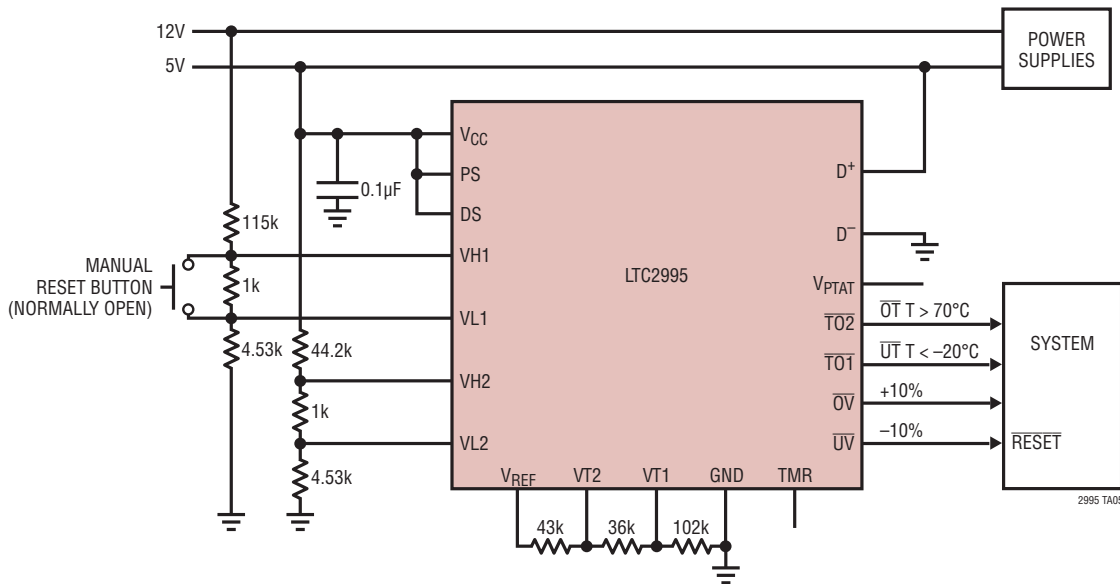 12V
5V
POWER
SUPPLIES
VCC
PS
DS
0.1µF
D+
D−
115k
VH1
MANUAL
RESET BUTTON
(NORMALLY OPEN)
1k
VL1
4.53k
44.2k
VH2
1k
VL2
4.53k
LTC2995
VPTAT
TO2
OT T > 70°C
TO1
UT T < –20°C
OV
+10%
UV
–10%
SYSTEM
RESET
VREF
VT2
VT1
GND
TMR
43k
36k
102k